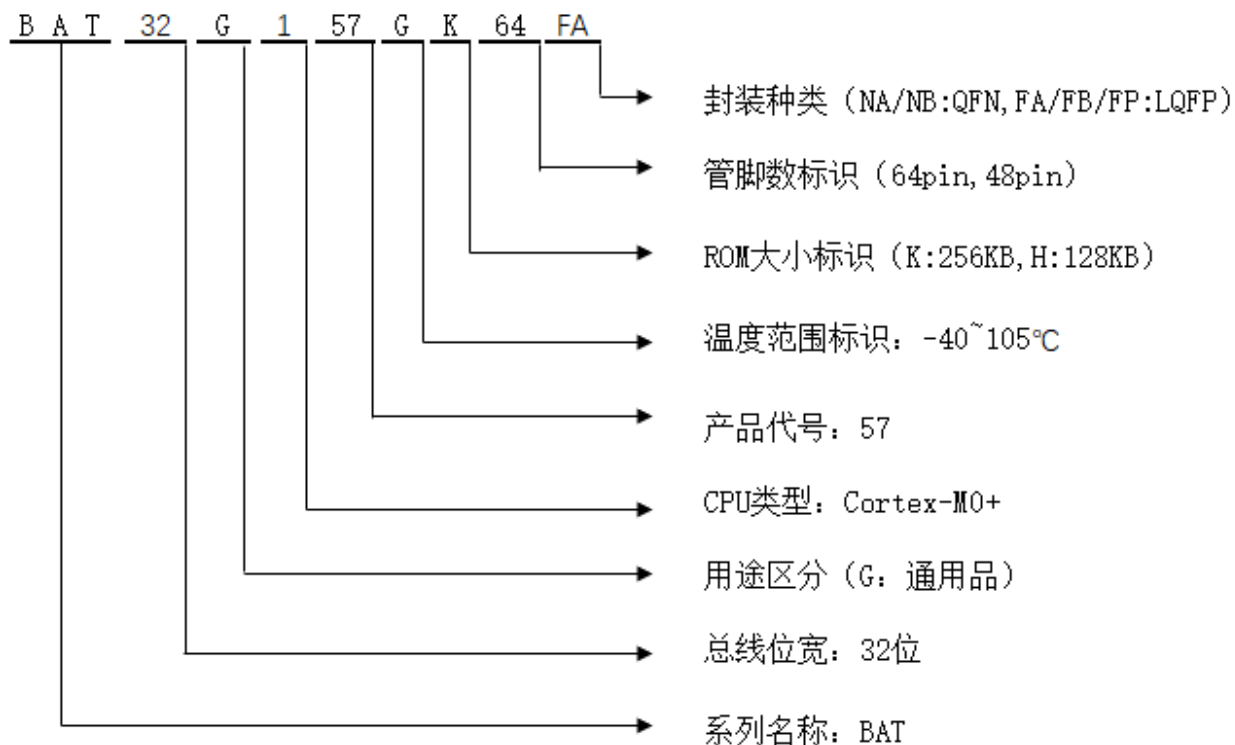 BAT 32 G 1 57 G K 64 FA
封装种类（NA/NB:QFN,FA/FB/FP:LQFP）
管脚数标识（64pin,48pin）
ROM大小标识（K:256KB,H:128KB）
温度范围标识：-40~105℃
产品代号：57
CPU类型：Cortex-M0+
用途区分（G：通用品）
总线位宽：32位
系列名称：BAT